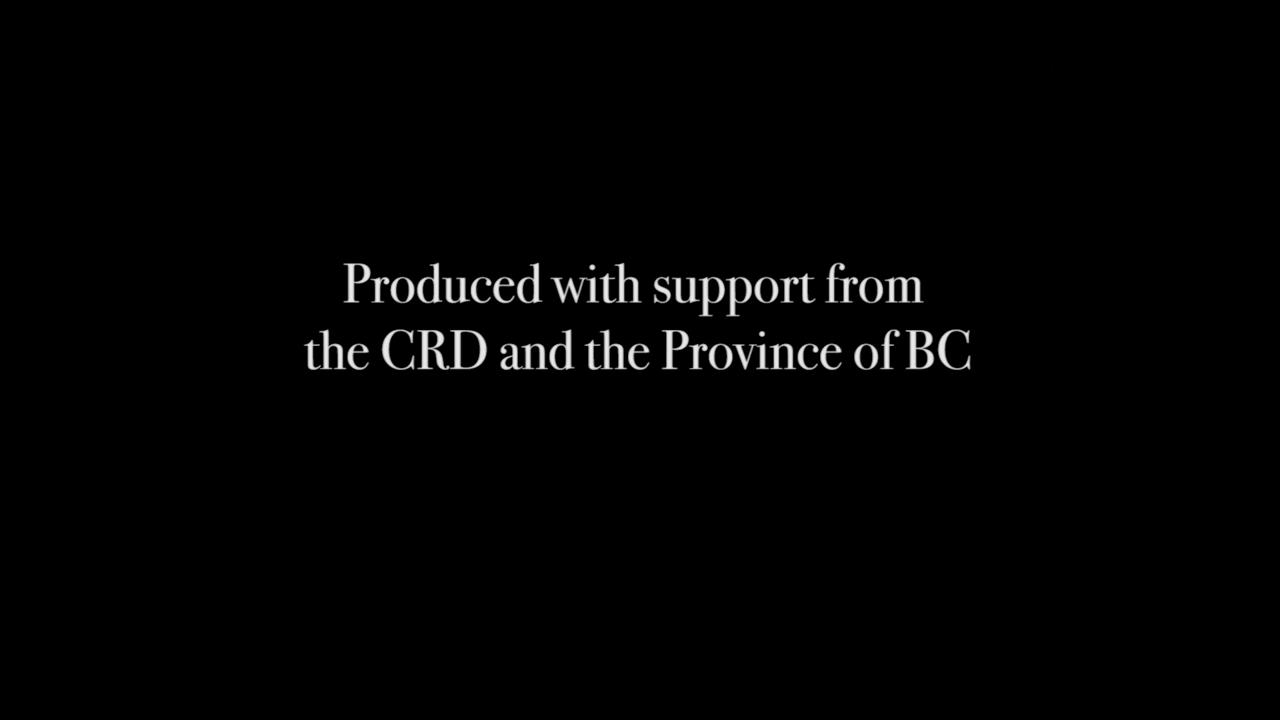 Produced with support from
the CRD and the Province of BC